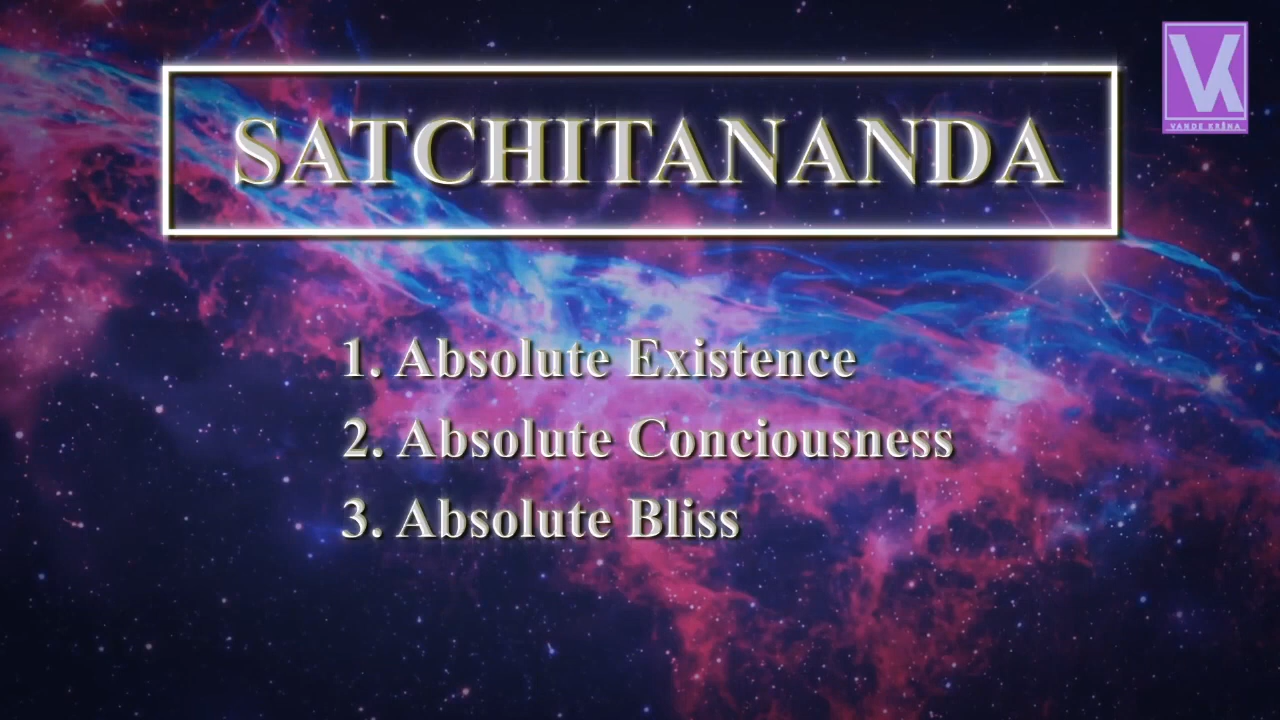 SATCHITANANDA
VK
VANDE KRSNA
1. Absolute Existence
2. Absolute Conciousness
3. Absolute Bliss